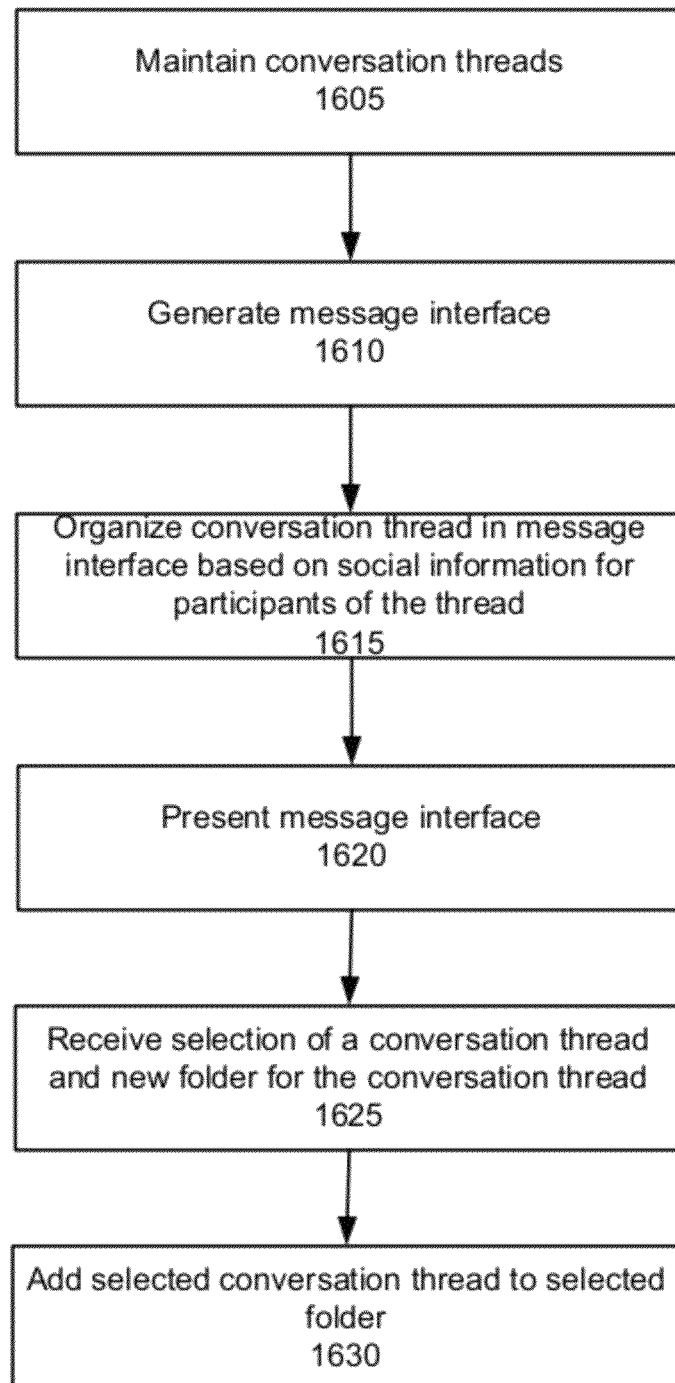 Maintain conversation threads
1605
Generate message interface
1610
Organize conversation thread in message
interface based on social information for
participants of the thread
1615
Present message interface
1620
Receive selection of a conversation thread
and new folder for the conversation thread
1625
Add selected conversation thread to selected
folder
1630